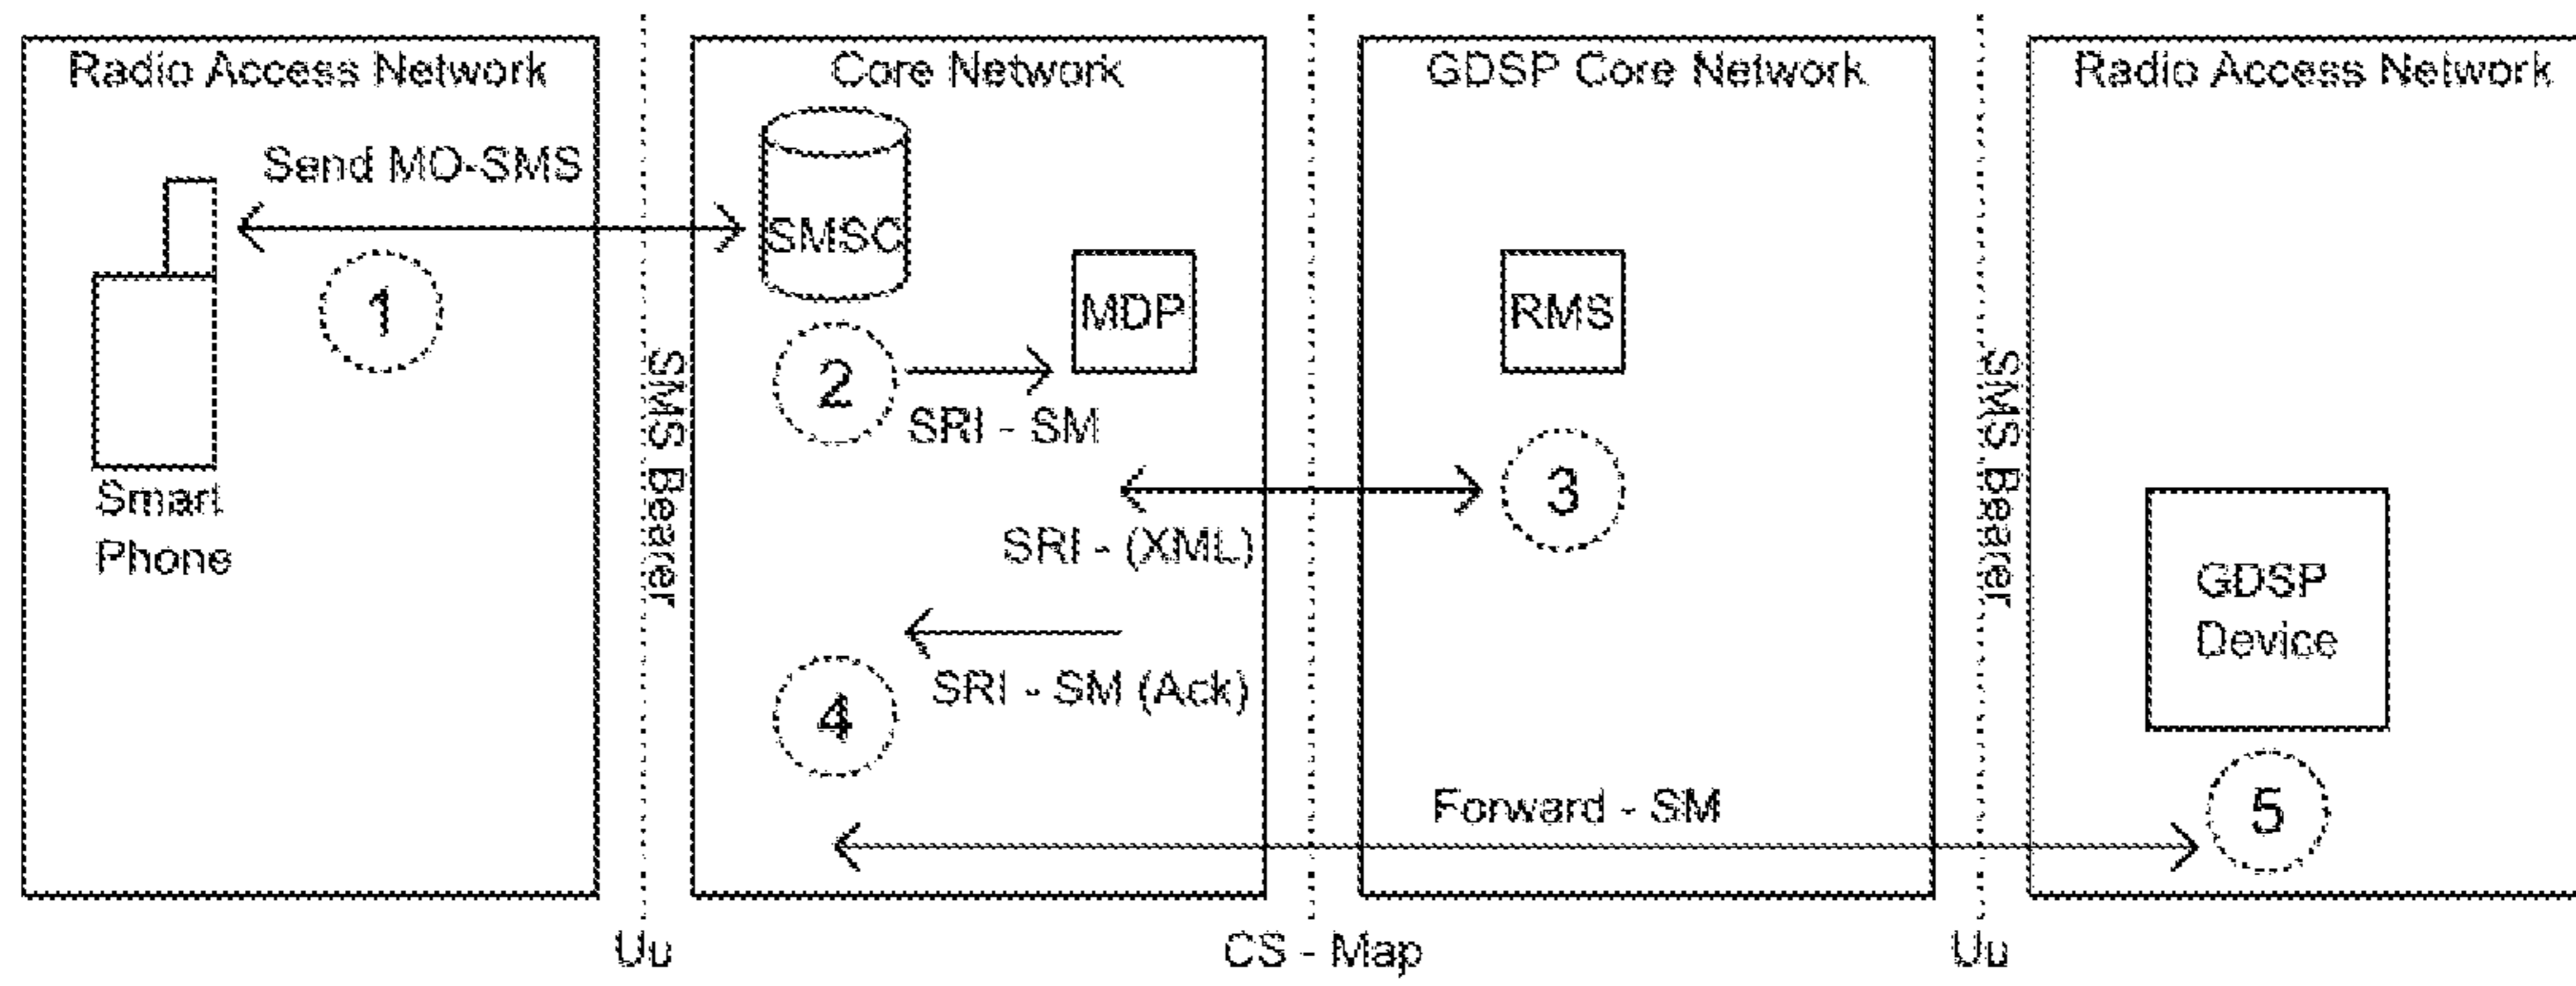 Radio Access Network
Core Network
GDSP Core Network
Radio Access Network
Send MO-SMS
SMSC
MDP
RMS
1
2
SRI - SM
SMS Bearer
SMS Bearer
3
Smart
Phone
SRI - (XML)
GDSP
Device
SRI - SM (Ack)
4
Forward - SM
5
Uu
CS - Map
Uu